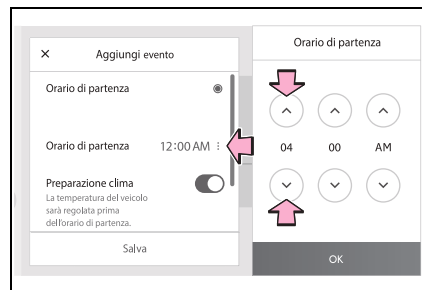 × Aggiungi evento
Orario di partenza
Orario di partenza 12:00 AM
Preparazione clima
La temperatura del veicolo
sarà regolata prima
dell'orario di partenza.
Salva
Orario di partenza
04 00 AM
OK